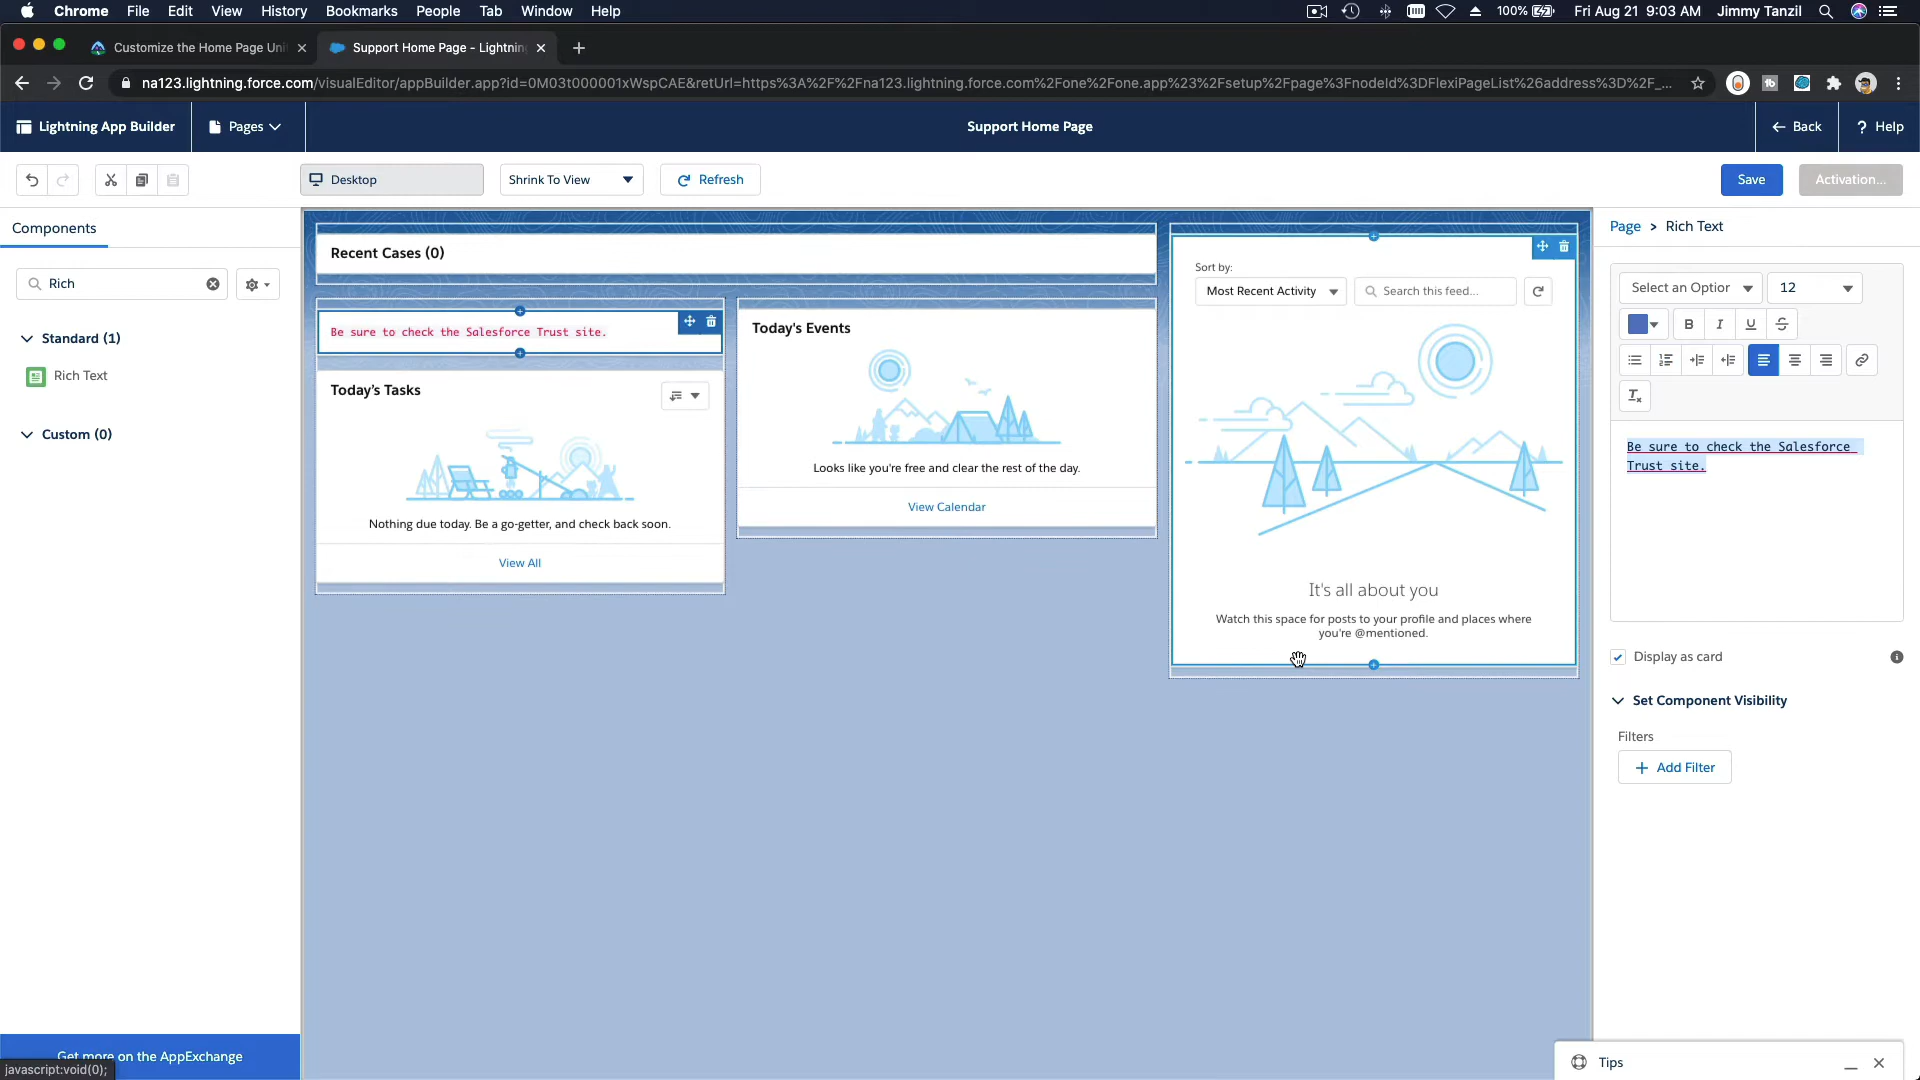 Chrome File Edit View History Bookmarks People Tab Window Help 100% Fri Aug 21 9:03 AM Jimmy Tanzil
Customize the Home Page Uni
Support Home Page - Lightnin
na123.lightning.force.com/visualEditor/appBuilder.app?id=0M03t000001xWspCAE&retUrl=https%3A%2F%2Fna123.lightning.force.com%2Fone%2Fone.app%23%2Fsetup%2Fpage%3FnodeId%3DFlexiPageList%26address%3D%2F_...
Lightning App Builder Pages Support Home Page Back ? Help
Desktop Shrink To View Refresh Save Activation...
Components
Rich
Standard (1)
Rich Text
Custom (0)
Get more on the AppExchange
javascript:void(0);
Recent Cases (0)
Be sure to check the Salesforce Trust site.
Today's Tasks
Nothing due today. Be a go-getter, and check back soon.
View All
Today's Events
Looks like you're free and clear the rest of the day.
View Calendar
Sort by:
Most Recent Activity Search this feed...
It's all about you
Watch this space for posts to your profile and places where
you're @mentioned.
Page > Rich Text
Select an Option 12
B I U S
Be sure to check the Salesforce
Trust site.
Display as card
Set Component Visibility
Filters
+ Add Filter
Tips